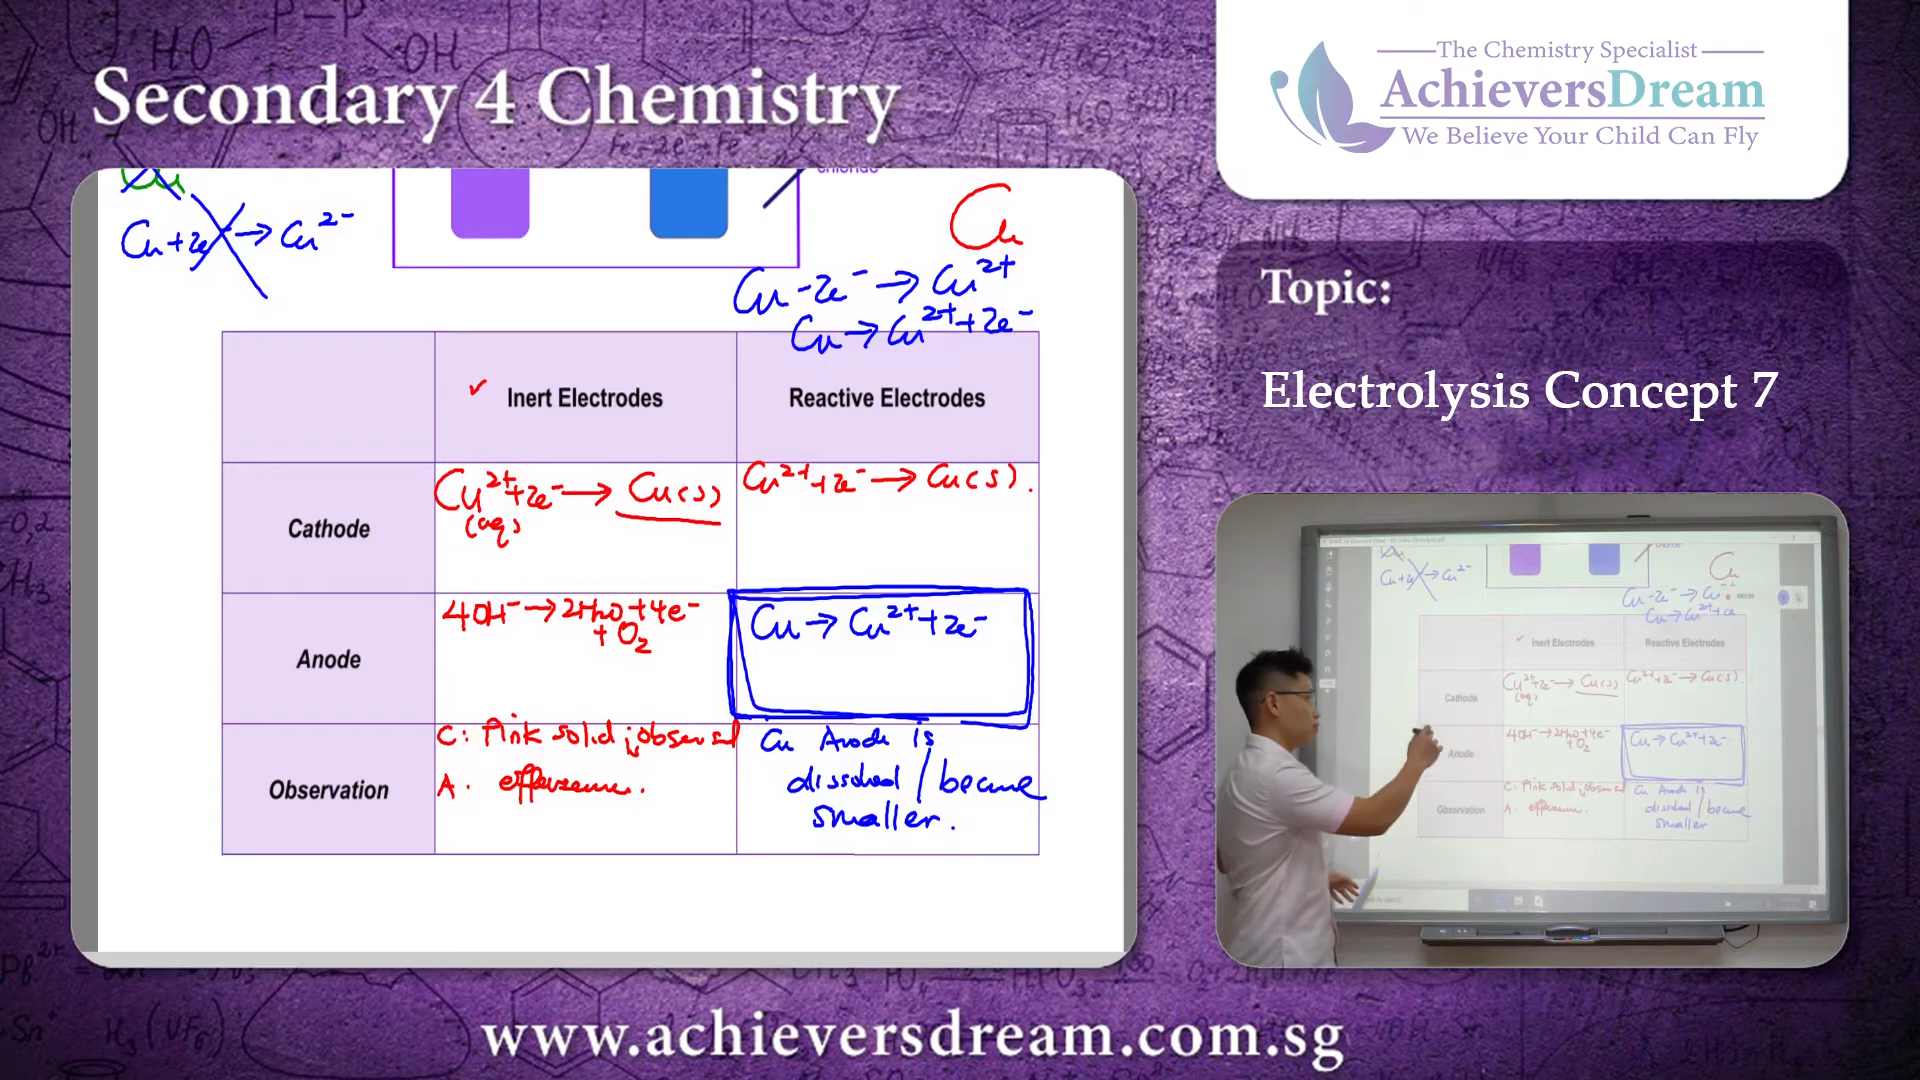 Secondary 4 Chemistry
The Chemistry Specialist
AchieversDream
We Believe Your Child Can Fly
Topic:
Electrolysis Concept 7
chloride
Cu
Cu+2e → Cu²⁻
Cu
Cu - 2e⁻ → Cu²⁺
Cu → Cu²⁺ + 2e⁻
✓ Inert Electrodes
Reactive Electrodes
Cathode
Cu²⁺+2e⁻ → Cu(s)
(aq)
Cu²⁺+2e⁻ → Cu(s).
Anode
4OH⁻ → 2H₂O+4e⁻
+ O₂
Cu → Cu²⁺+2e⁻
Observation
C: Pink solid observed
A. effervescence.
Cu Anode is
dissolved / became
smaller.
www.achieversdream.com.sg